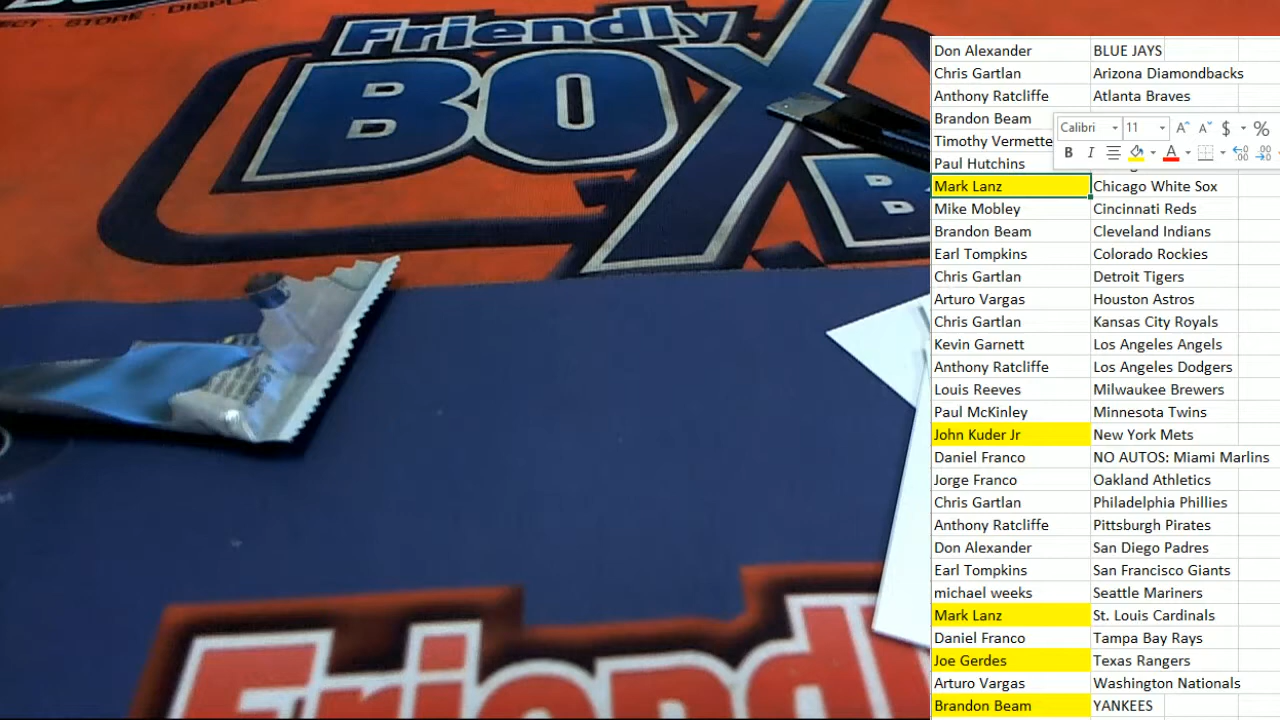 ECT · STORE · DISPL
Friendly
BOX
B
Friendly
Don Alexander BLUE JAYS
Chris Gartlan Arizona Diamondbacks
Anthony Ratcliffe Atlanta Braves
Brandon Beam
Calibri 11 A A $ %
Timothy Vermette
B I A
Paul Hutchins
Mark Lanz Chicago White Sox
Mike Mobley Cincinnati Reds
Brandon Beam Cleveland Indians
Earl Tompkins Colorado Rockies
Chris Gartlan Detroit Tigers
Arturo Vargas Houston Astros
Chris Gartlan Kansas City Royals
Kevin Garnett Los Angeles Angels
Anthony Ratcliffe Los Angeles Dodgers
Louis Reeves Milwaukee Brewers
Paul McKinley Minnesota Twins
John Kuder Jr New York Mets
Daniel Franco NO AUTOS: Miami Marlins
Jorge Franco Oakland Athletics
Chris Gartlan Philadelphia Phillies
Anthony Ratcliffe Pittsburgh Pirates
Don Alexander San Diego Padres
Earl Tompkins San Francisco Giants
michael weeks Seattle Mariners
Mark Lanz St. Louis Cardinals
Daniel Franco Tampa Bay Rays
Joe Gerdes Texas Rangers
Arturo Vargas Washington Nationals
Brandon Beam YANKEES